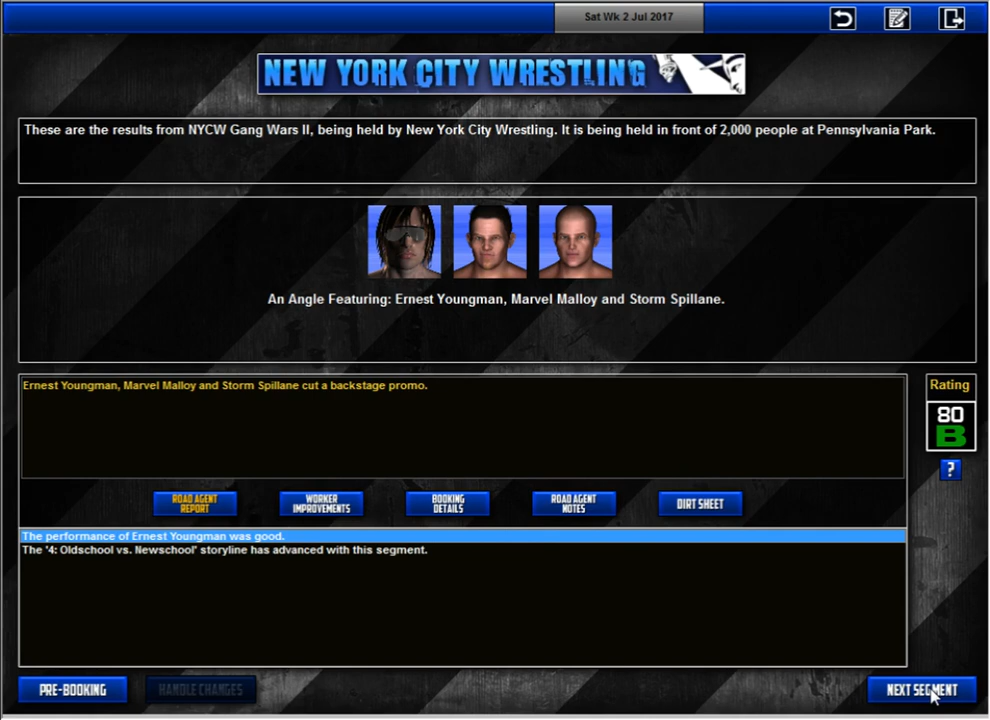 Sat Wk 2 Jul 2017
NEW YORK CITY WRESTLING
These are the results from NYCW Gang Wars II, being held by New York City Wrestling. It is being held in front of 2,000 people at Pennsylvania Park.
An Angle Featuring: Ernest Youngman, Marvel Malloy and Storm Spillane.
Ernest Youngman, Marvel Malloy and Storm Spillane cut a backstage promo.
Rating
80
B
?
ROAD AGENT REPORT
WORKER IMPROVEMENTS
BOOKING DETAILS
ROAD AGENT NOTES
DIRT SHEET
The performance of Ernest Youngman was good.
The '4: Oldschool vs. Newschool' storyline has advanced with this segment.
PRE-BOOKING
HANDLE CHANGES
NEXT SEGMENT